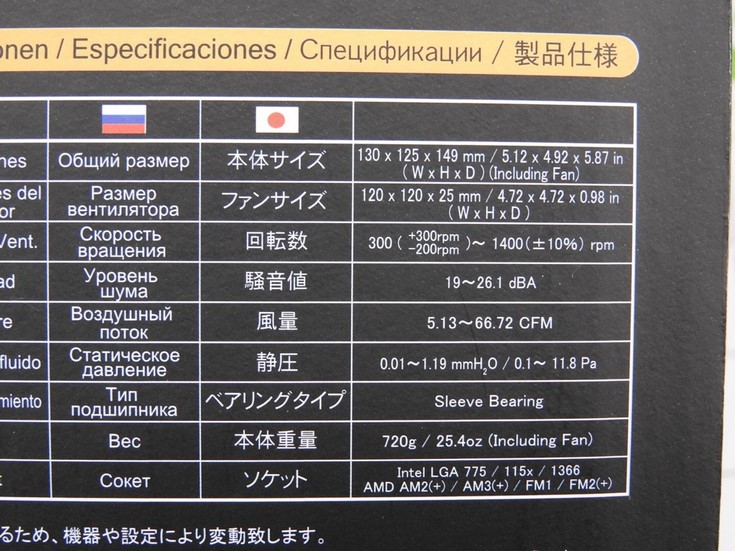 onen / Especificaciones / Спецификации / 製品仕様
nes Общий размер 本体サイズ 130 x 125 x 149 mm / 5.12 x 4.92 x 5.87 in
( W x H x D ) (Including Fan)
es del Размер ファンサイズ 120 x 120 x 25 mm / 4.72 x 4.72 x 0.98 in
or вентилятора ( W x H x D )
Vent. Скорость вращения 回転数 300 ( +300rpm -200rpm )～ 1400(±10%) rpm
ad Уровень шума 騒音値 19～26.1 dBA
re Воздушный поток 風量 5.13～66.72 CFM
fluido Статическое давление 静圧 0.01～1.19 mmH₂O / 0.1～ 11.8 Pa
miento Тип подшипника ベアリングタイプ Sleeve Bearing
Вес 本体重量 720g / 25.4oz (Including Fan)
t Сокет ソケット Intel LGA 775 / 115x / 1366
AMD AM2(+) / AM3(+) / FM1 / FM2(+)
るため、機器や設定により変動致します。